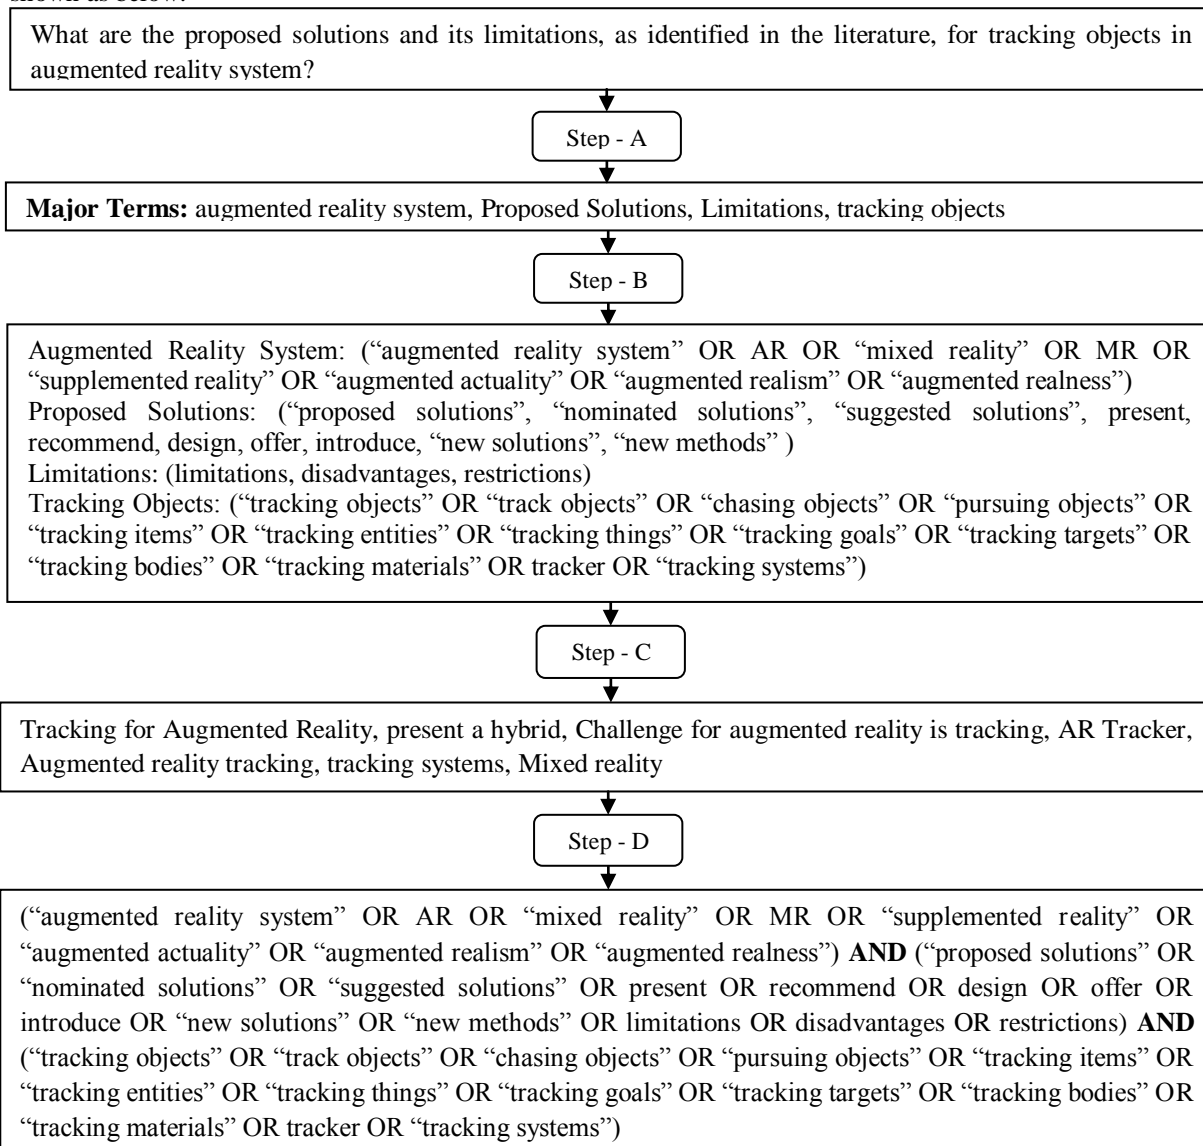 shown as below.
What are the proposed solutions and its limitations, as identified in the literature, for tracking objects in
augmented reality system?
Step - A
Major Terms: augmented reality system, Proposed Solutions, Limitations, tracking objects
Step - B
Augmented Reality System: (“augmented reality system” OR AR OR “mixed reality” OR MR OR
“supplemented reality” OR “augmented actuality” OR “augmented realism” OR “augmented realness”)
Proposed Solutions: (“proposed solutions”, “nominated solutions”, “suggested solutions”, present,
recommend, design, offer, introduce, “new solutions”, “new methods” )
Limitations: (limitations, disadvantages, restrictions)
Tracking Objects: (“tracking objects” OR “track objects” OR “chasing objects” OR “pursuing objects” OR
“tracking items” OR “tracking entities” OR “tracking things” OR “tracking goals” OR “tracking targets” OR
“tracking bodies” OR “tracking materials” OR tracker OR “tracking systems”)
Step - C
Tracking for Augmented Reality, present a hybrid, Challenge for augmented reality is tracking, AR Tracker,
Augmented reality tracking, tracking systems, Mixed reality
Step - D
(“augmented reality system” OR AR OR “mixed reality” OR MR OR “supplemented reality” OR
“augmented actuality” OR “augmented realism” OR “augmented realness”) AND (“proposed solutions” OR
“nominated solutions” OR “suggested solutions” OR present OR recommend OR design OR offer OR
introduce OR “new solutions” OR “new methods” OR limitations OR disadvantages OR restrictions) AND
(“tracking objects” OR “track objects” OR “chasing objects” OR “pursuing objects” OR “tracking items” OR
“tracking entities” OR “tracking things” OR “tracking goals” OR “tracking targets” OR “tracking bodies” OR
“tracking materials” OR tracker OR “tracking systems”)